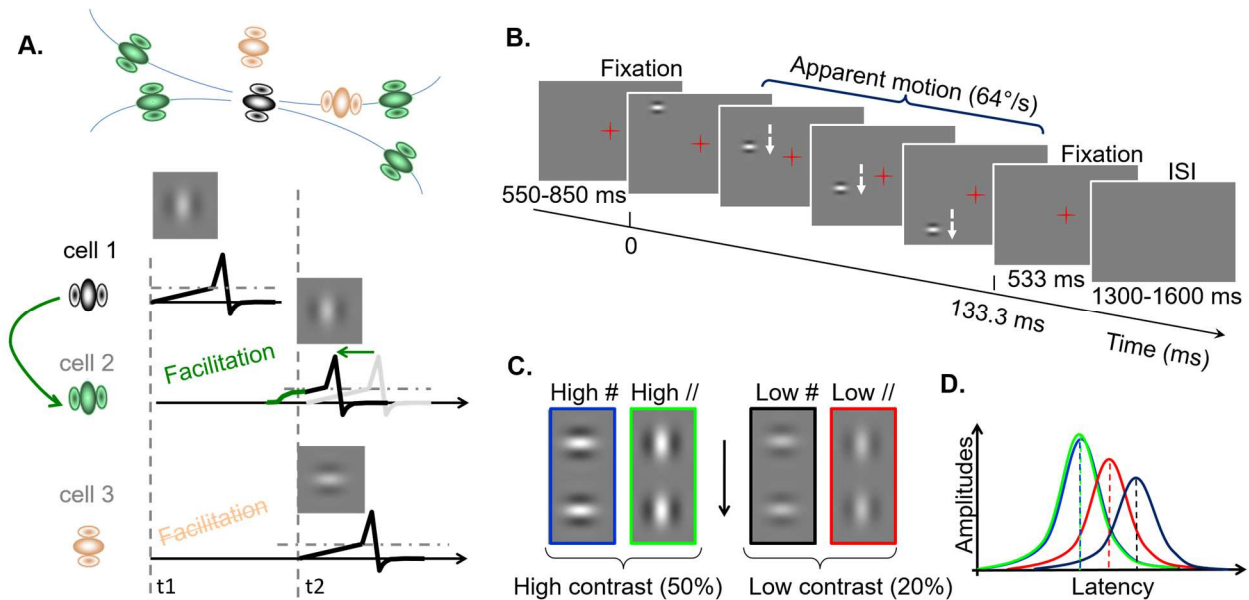 A.
cell 1
cell 2
Facilitation
cell 3
Facilitation
t1
t2
B.
Fixation
Apparent motion (64°/s)
Fixation
ISI
550-850 ms
0
533 ms
1300-1600 ms
133.3 ms
Time (ms)
C.
High # High // Low # Low //
High contrast (50%) Low contrast (20%)
D.
Amplitudes
Latency